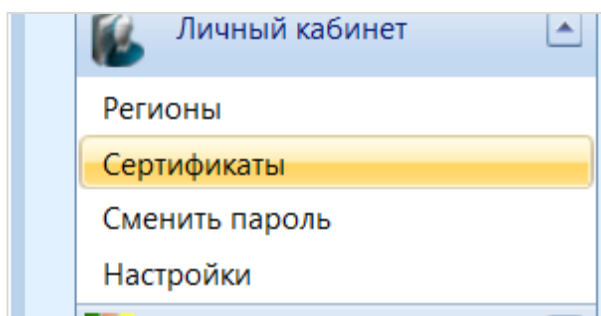 Личный кабинет
Регионы
Сертификаты
Сменить пароль
Настройки